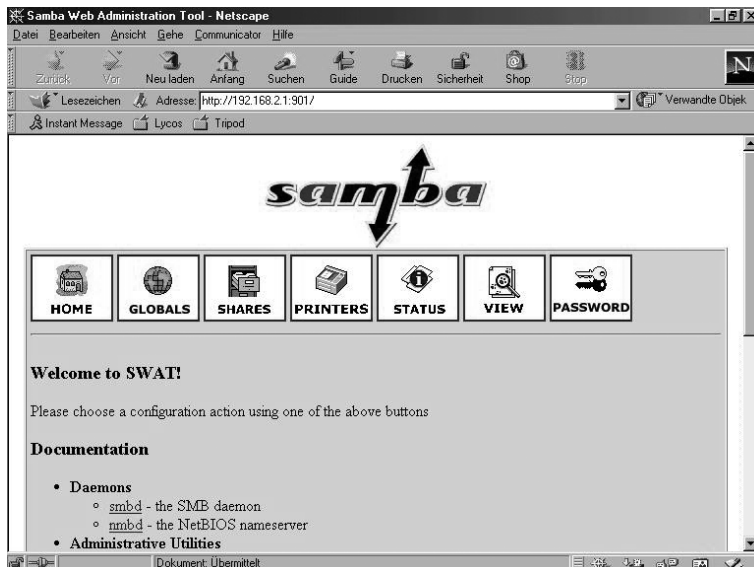 Samba Web Administration Tool - Netscape
Datei Bearbeiten Ansicht Gehe Communicator Hilfe
Zurück Vor Neu laden Anfang Suchen Guide Drucken Sicherheit Shop Stop
N
Lesezeichen Adresse: http://192.168.2.1:901/ Verwandte Objek
Instant Message Lycos Tripod
samba
HOME GLOBALS SHARES PRINTERS STATUS VIEW PASSWORD
Welcome to SWAT!
Please choose a configuration action using one of the above buttons
Documentation
• Daemons
◦ smbd - the SMB daemon
◦ nmbd - the NetBIOS nameserver
• Administrative Utilities
Dokument: Übermittelt